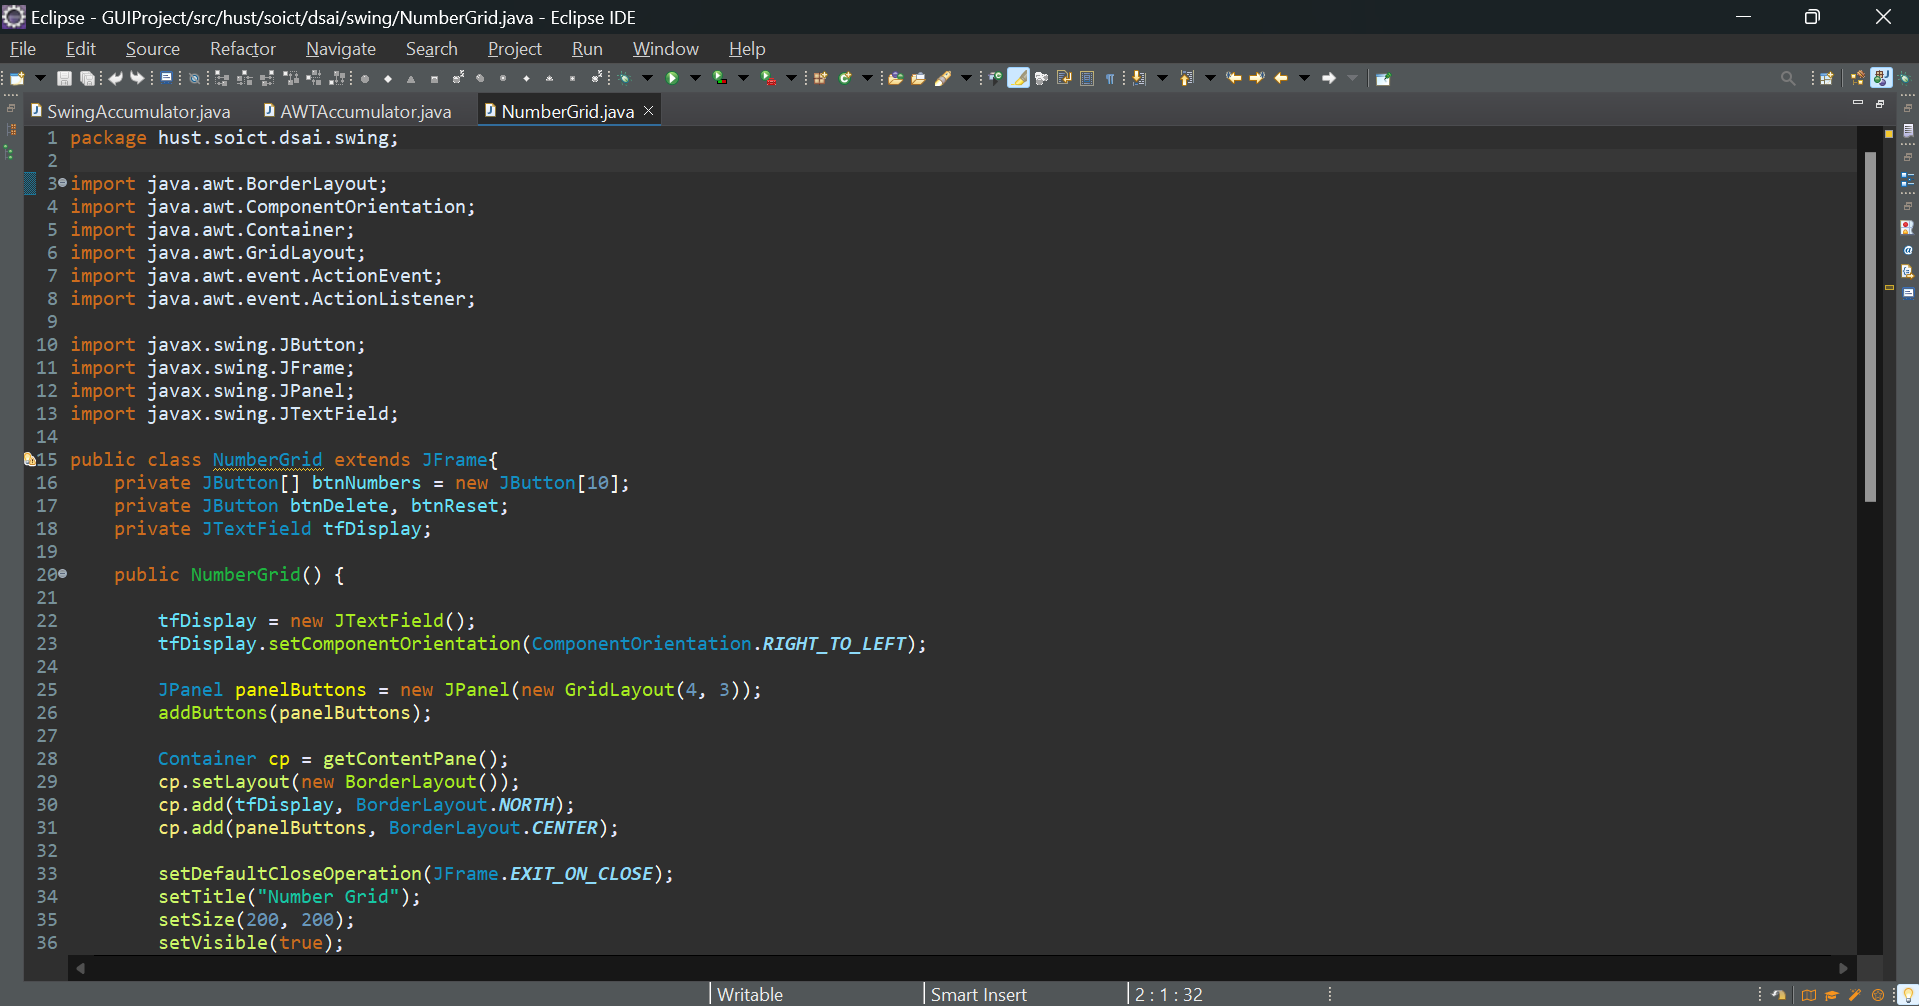 Eclipse - GUIProject/src/hust/soict/dsai/swing/NumberGrid.java - Eclipse IDE
File Edit Source Refactor Navigate Search Project Run Window Help
SwingAccumulator.java AWTAccumulator.java NumberGrid.java
1 package hust.soict.dsai.swing;
2
3 import java.awt.BorderLayout;
4 import java.awt.ComponentOrientation;
5 import java.awt.Container;
6 import java.awt.GridLayout;
7 import java.awt.event.ActionEvent;
8 import java.awt.event.ActionListener;
9
10 import javax.swing.JButton;
11 import javax.swing.JFrame;
12 import javax.swing.JPanel;
13 import javax.swing.JTextField;
14
15 public class NumberGrid extends JFrame{
16     private JButton[] btnNumbers = new JButton[10];
17     private JButton btnDelete, btnReset;
18     private JTextField tfDisplay;
19
20     public NumberGrid() {
21
22         tfDisplay = new JTextField();
23         tfDisplay.setComponentOrientation(ComponentOrientation.RIGHT_TO_LEFT);
24
25         JPanel panelButtons = new JPanel(new GridLayout(4, 3));
26         addButtons(panelButtons);
27
28         Container cp = getContentPane();
29         cp.setLayout(new BorderLayout());
30         cp.add(tfDisplay, BorderLayout.NORTH);
31         cp.add(panelButtons, BorderLayout.CENTER);
32
33         setDefaultCloseOperation(JFrame.EXIT_ON_CLOSE);
34         setTitle("Number Grid");
35         setSize(200, 200);
36         setVisible(true);
Writable Smart Insert 2 : 1 : 32